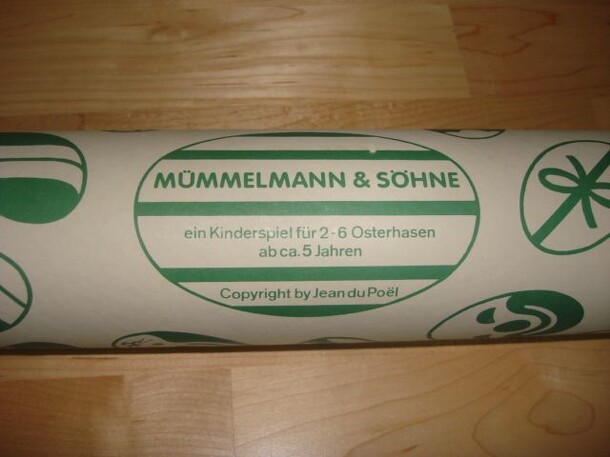 MÜMMELMANN & SÖHNE
ein Kinderspiel für 2-6 Osterhasen
ab ca. 5 Jahren
Copyright by Jean du Poël